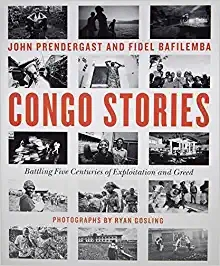 JOHN PRENDERGAST AND FIDEL BAFILEMBA
CONGO STORIES
Battling Five Centuries of Exploitation and Greed
PHOTOGRAPHS BY RYAN GOSLING